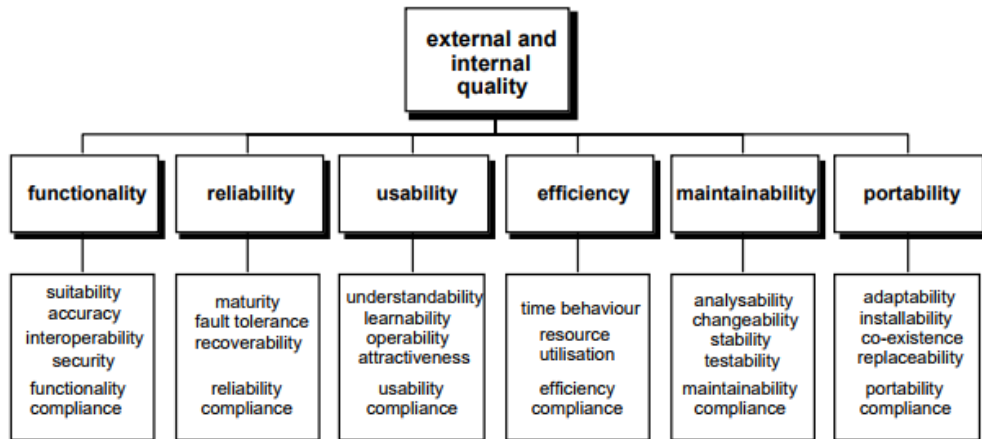 external and
internal
quality
functionality
reliability
usability
efficiency
maintainability
portability
suitability
accuracy
interoperability
security
functionality
compliance
maturity
fault tolerance
recoverability
reliability
compliance
understandability
learnability
operability
attractiveness
usability
compliance
time behaviour
resource
utilisation
efficiency
compliance
analysability
changeability
stability
testability
maintainability
compliance
adaptability
installability
co-existence
replaceability
portability
compliance